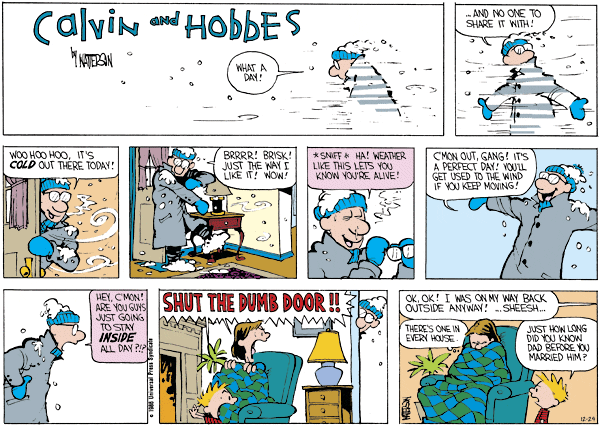 CALVIN AND HOBBES
BY WATTERSON
WHAT A
DAY!
...AND NO ONE TO
SHARE IT WITH!
WOO HOO HOO, IT'S
COLD OUT THERE TODAY!
BRRRR! BRISK!
JUST THE WAY I
LIKE IT! WOW!
*SNIFF* HA! WEATHER
LIKE THIS LETS YOU
KNOW YOU'RE ALIVE!
C'MON OUT, GANG! IT'S
A PERFECT DAY! YOU'LL
GET USED TO THE WIND
IF YOU KEEP MOVING!
HEY, C'MON!
ARE YOU GUYS
JUST GOING
TO STAY
INSIDE
ALL DAY?!?
© 1986 Universal Press Syndicate
SHUT THE DUMB DOOR!!
OK, OK! I WAS ON MY WAY BACK
OUTSIDE ANYWAY! ...SHEESH...
THERE'S ONE IN
EVERY HOUSE.
JUST HOW LONG
DID YOU KNOW
DAD BEFORE YOU
MARRIED HIM?
WATTERSON